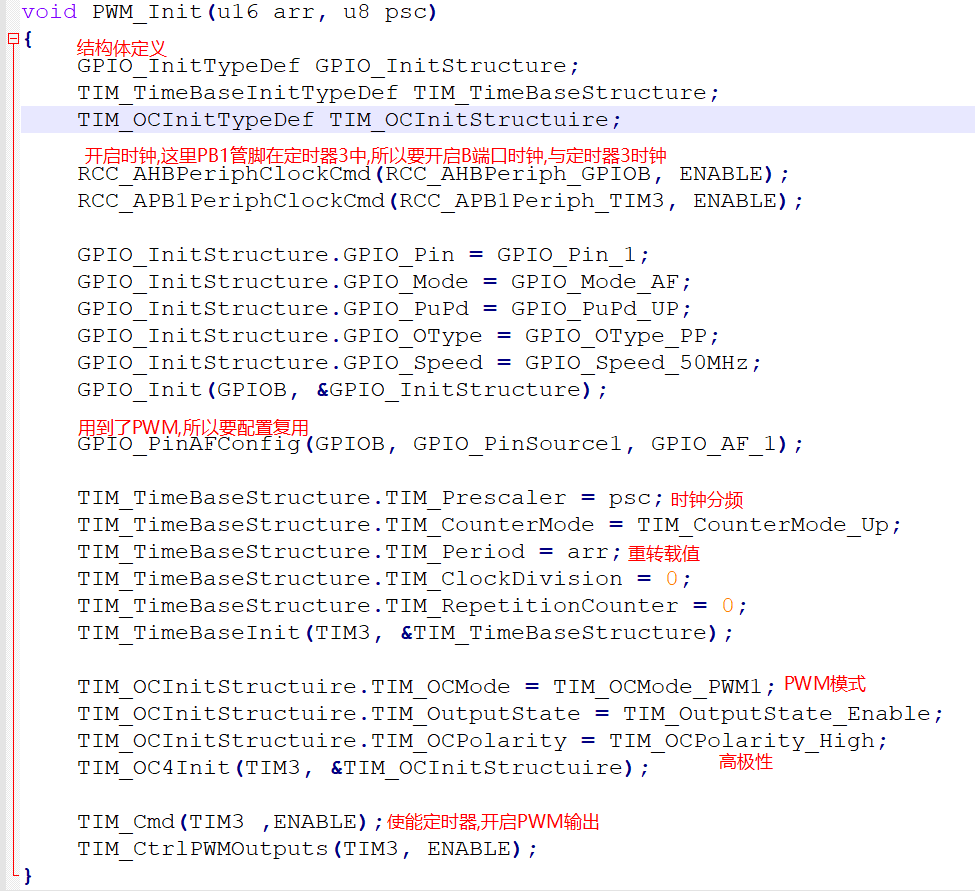 void PWM_Init(u16 arr, u8 psc)
{
结构体定义
GPIO_InitTypeDef GPIO_InitStructure;
TIM_TimeBaseInitTypeDef TIM_TimeBaseStructure;
TIM_OCInitTypeDef TIM_OCInitStructuire;
开启时钟,这里PB1管脚在定时器3中,所以要开启B端口时钟,与定时器3时钟
RCC_AHBPeriphClockCmd(RCC_AHBPeriph_GPIOB, ENABLE);
RCC_APB1PeriphClockCmd(RCC_APB1Periph_TIM3, ENABLE);
GPIO_InitStructure.GPIO_Pin = GPIO_Pin_1;
GPIO_InitStructure.GPIO_Mode = GPIO_Mode_AF;
GPIO_InitStructure.GPIO_PuPd = GPIO_PuPd_UP;
GPIO_InitStructure.GPIO_OType = GPIO_OType_PP;
GPIO_InitStructure.GPIO_Speed = GPIO_Speed_50MHz;
GPIO_Init(GPIOB, &GPIO_InitStructure);
用到了PWM,所以要配置复用
GPIO_PinAFConfig(GPIOB, GPIO_PinSource1, GPIO_AF_1);
TIM_TimeBaseStructure.TIM_Prescaler = psc; 时钟分频
TIM_TimeBaseStructure.TIM_CounterMode = TIM_CounterMode_Up;
TIM_TimeBaseStructure.TIM_Period = arr; 重转载值
TIM_TimeBaseStructure.TIM_ClockDivision = 0;
TIM_TimeBaseStructure.TIM_RepetitionCounter = 0;
TIM_TimeBaseInit(TIM3, &TIM_TimeBaseStructure);
TIM_OCInitStructuire.TIM_OCMode = TIM_OCMode_PWM1; PWM模式
TIM_OCInitStructuire.TIM_OutputState = TIM_OutputState_Enable;
TIM_OCInitStructuire.TIM_OCPolarity = TIM_OCPolarity_High;
TIM_OC4Init(TIM3, &TIM_OCInitStructuire); 高极性
TIM_Cmd(TIM3 ,ENABLE); 使能定时器,开启PWM输出
TIM_CtrlPWMOutputs(TIM3, ENABLE);
}